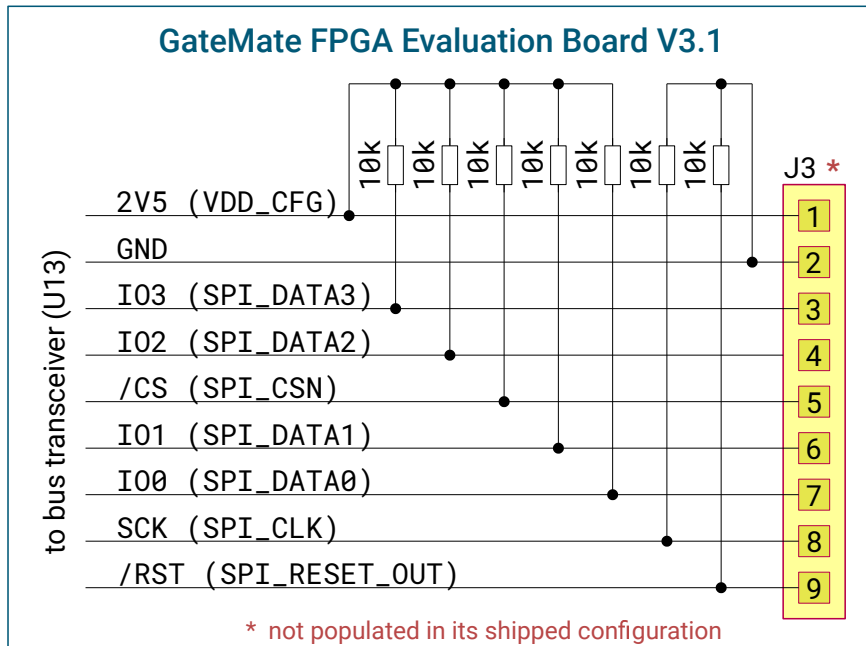 GateMate FPGA Evaluation Board V3.1
10k 10k 10k 10k 10k 10k 10k
J3 *
2V5 (VDD_CFG) 1
GND 2
IO3 (SPI_DATA3) 3
IO2 (SPI_DATA2) 4
/CS (SPI_CSN) 5
IO1 (SPI_DATA1) 6
IO0 (SPI_DATA0) 7
SCK (SPI_CLK) 8
/RST (SPI_RESET_OUT) 9
to bus transceiver (U13)
* not populated in its shipped configuration